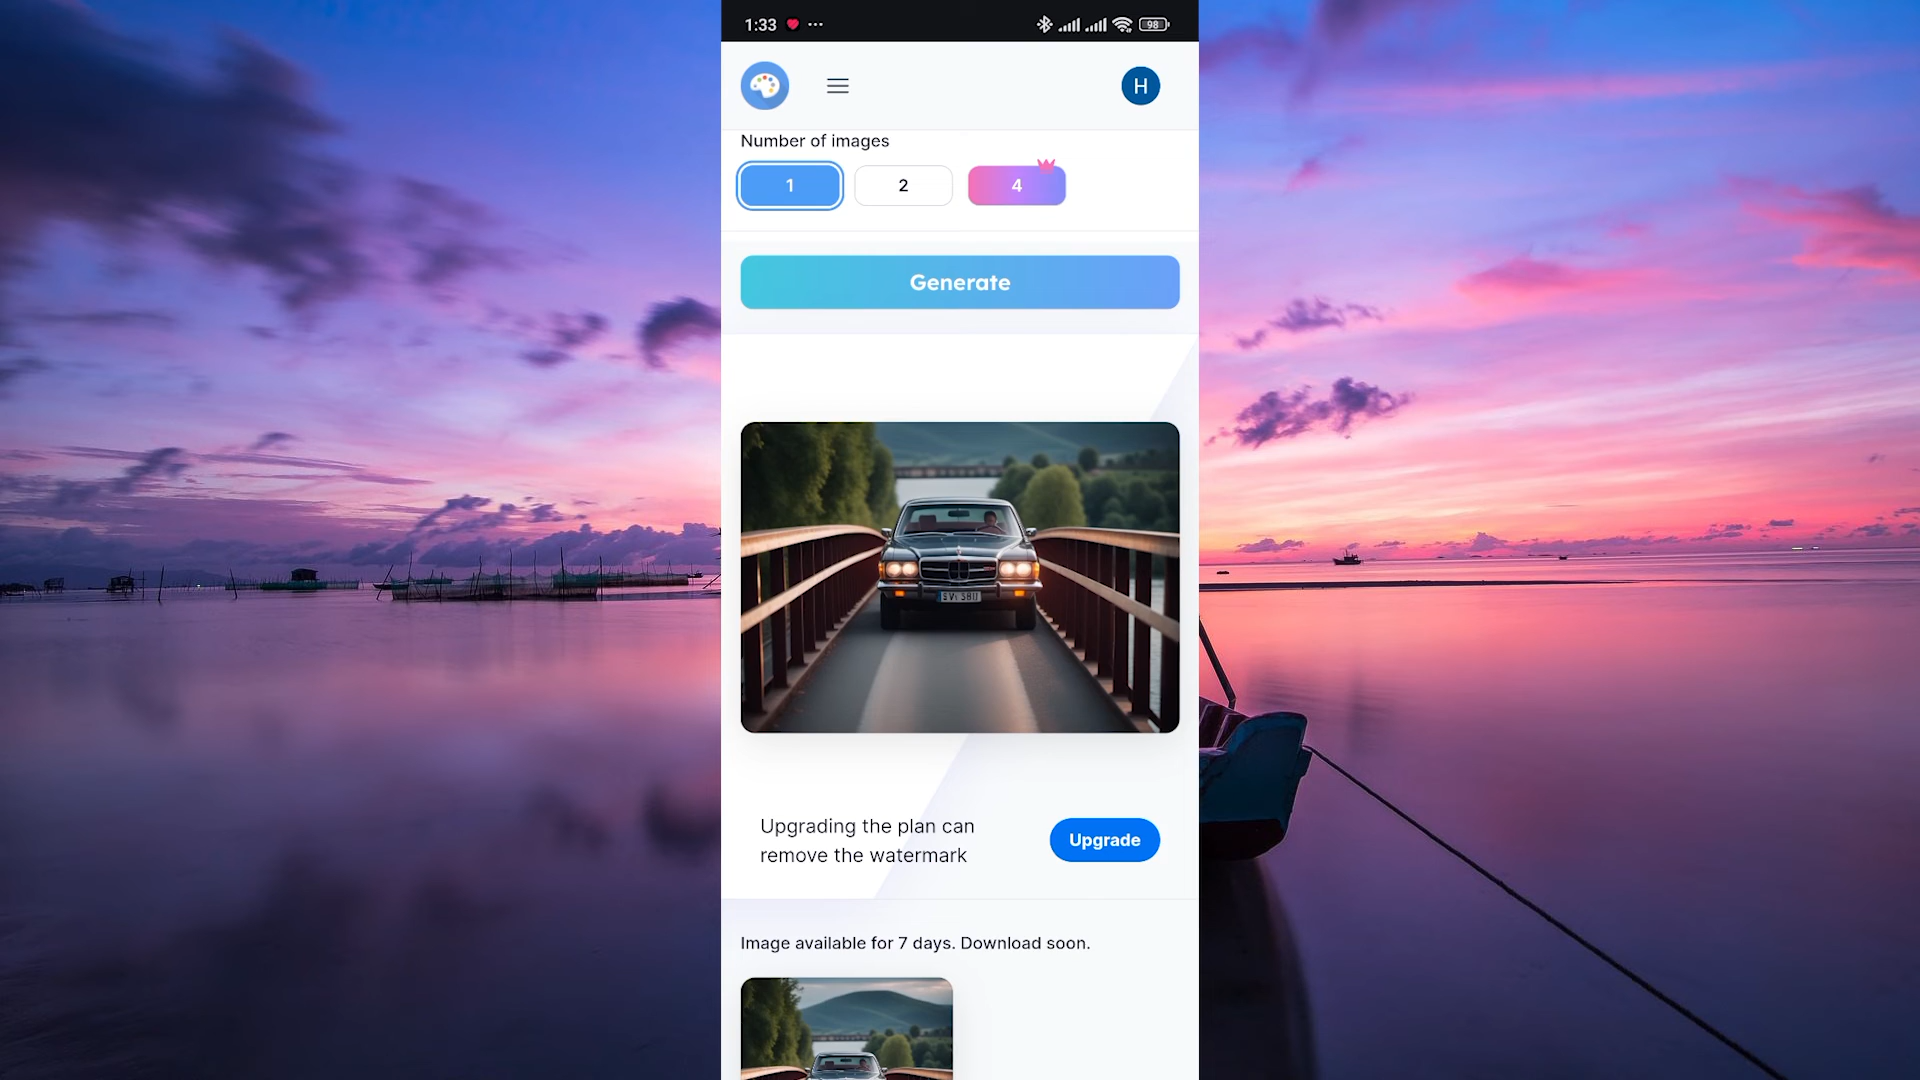 1:33
98
H
Number of images
1
2
4
Generate
Upgrading the plan can
remove the watermark
Upgrade
Image available for 7 days. Download soon.